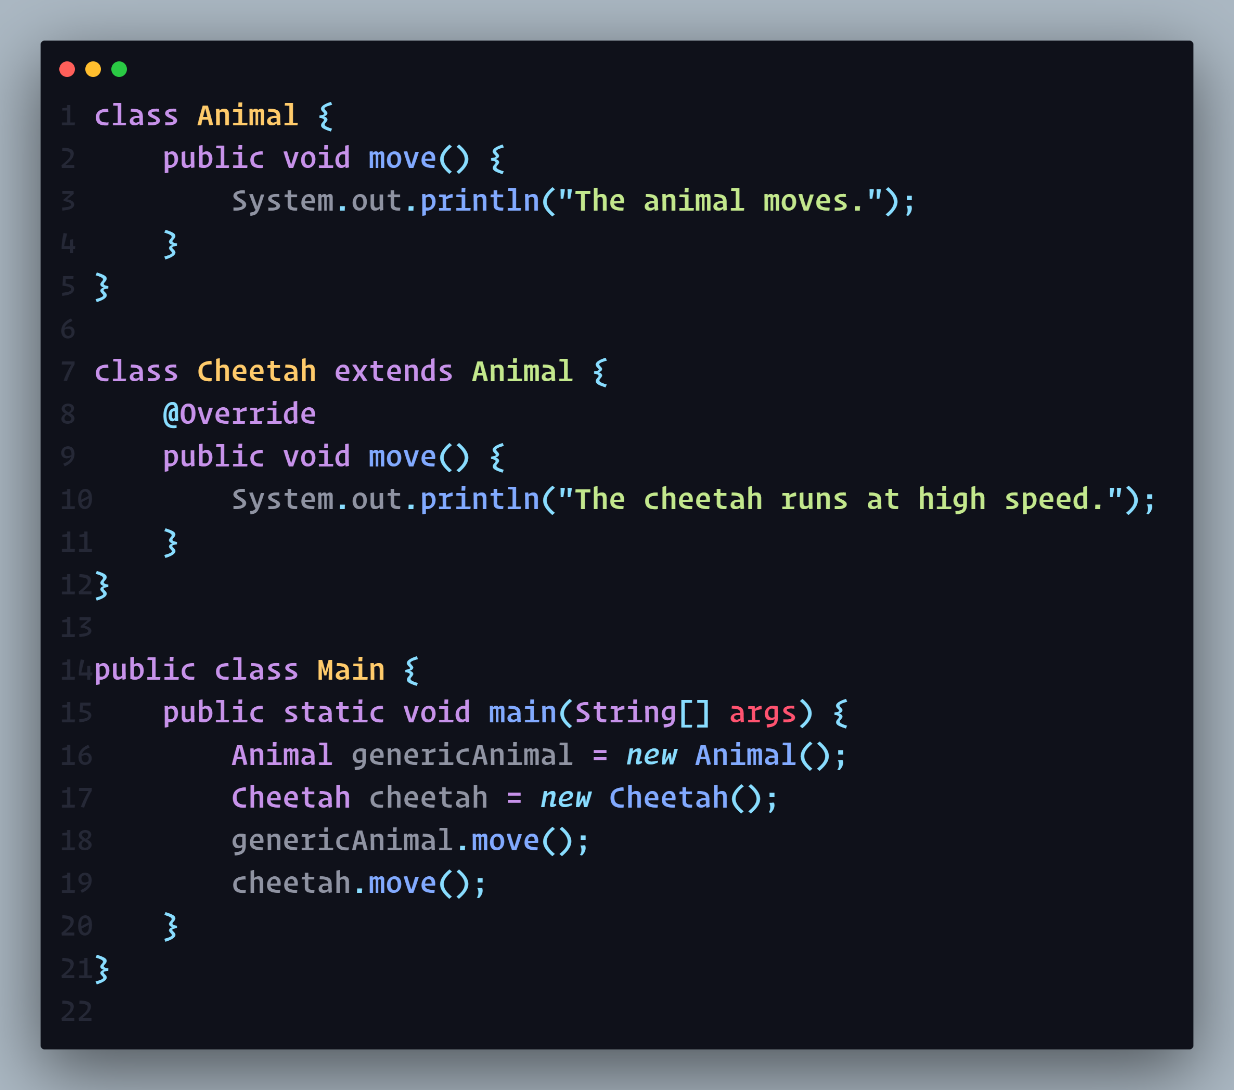 1 class Animal {
2     public void move() {
3         System.out.println("The animal moves.");
4     }
5 }
6
7 class Cheetah extends Animal {
8     @Override
9     public void move() {
10         System.out.println("The cheetah runs at high speed.");
11     }
12 }
13
14 public class Main {
15     public static void main(String[] args) {
16         Animal genericAnimal = new Animal();
17         Cheetah cheetah = new Cheetah();
18         genericAnimal.move();
19         cheetah.move();
20     }
21 }
22